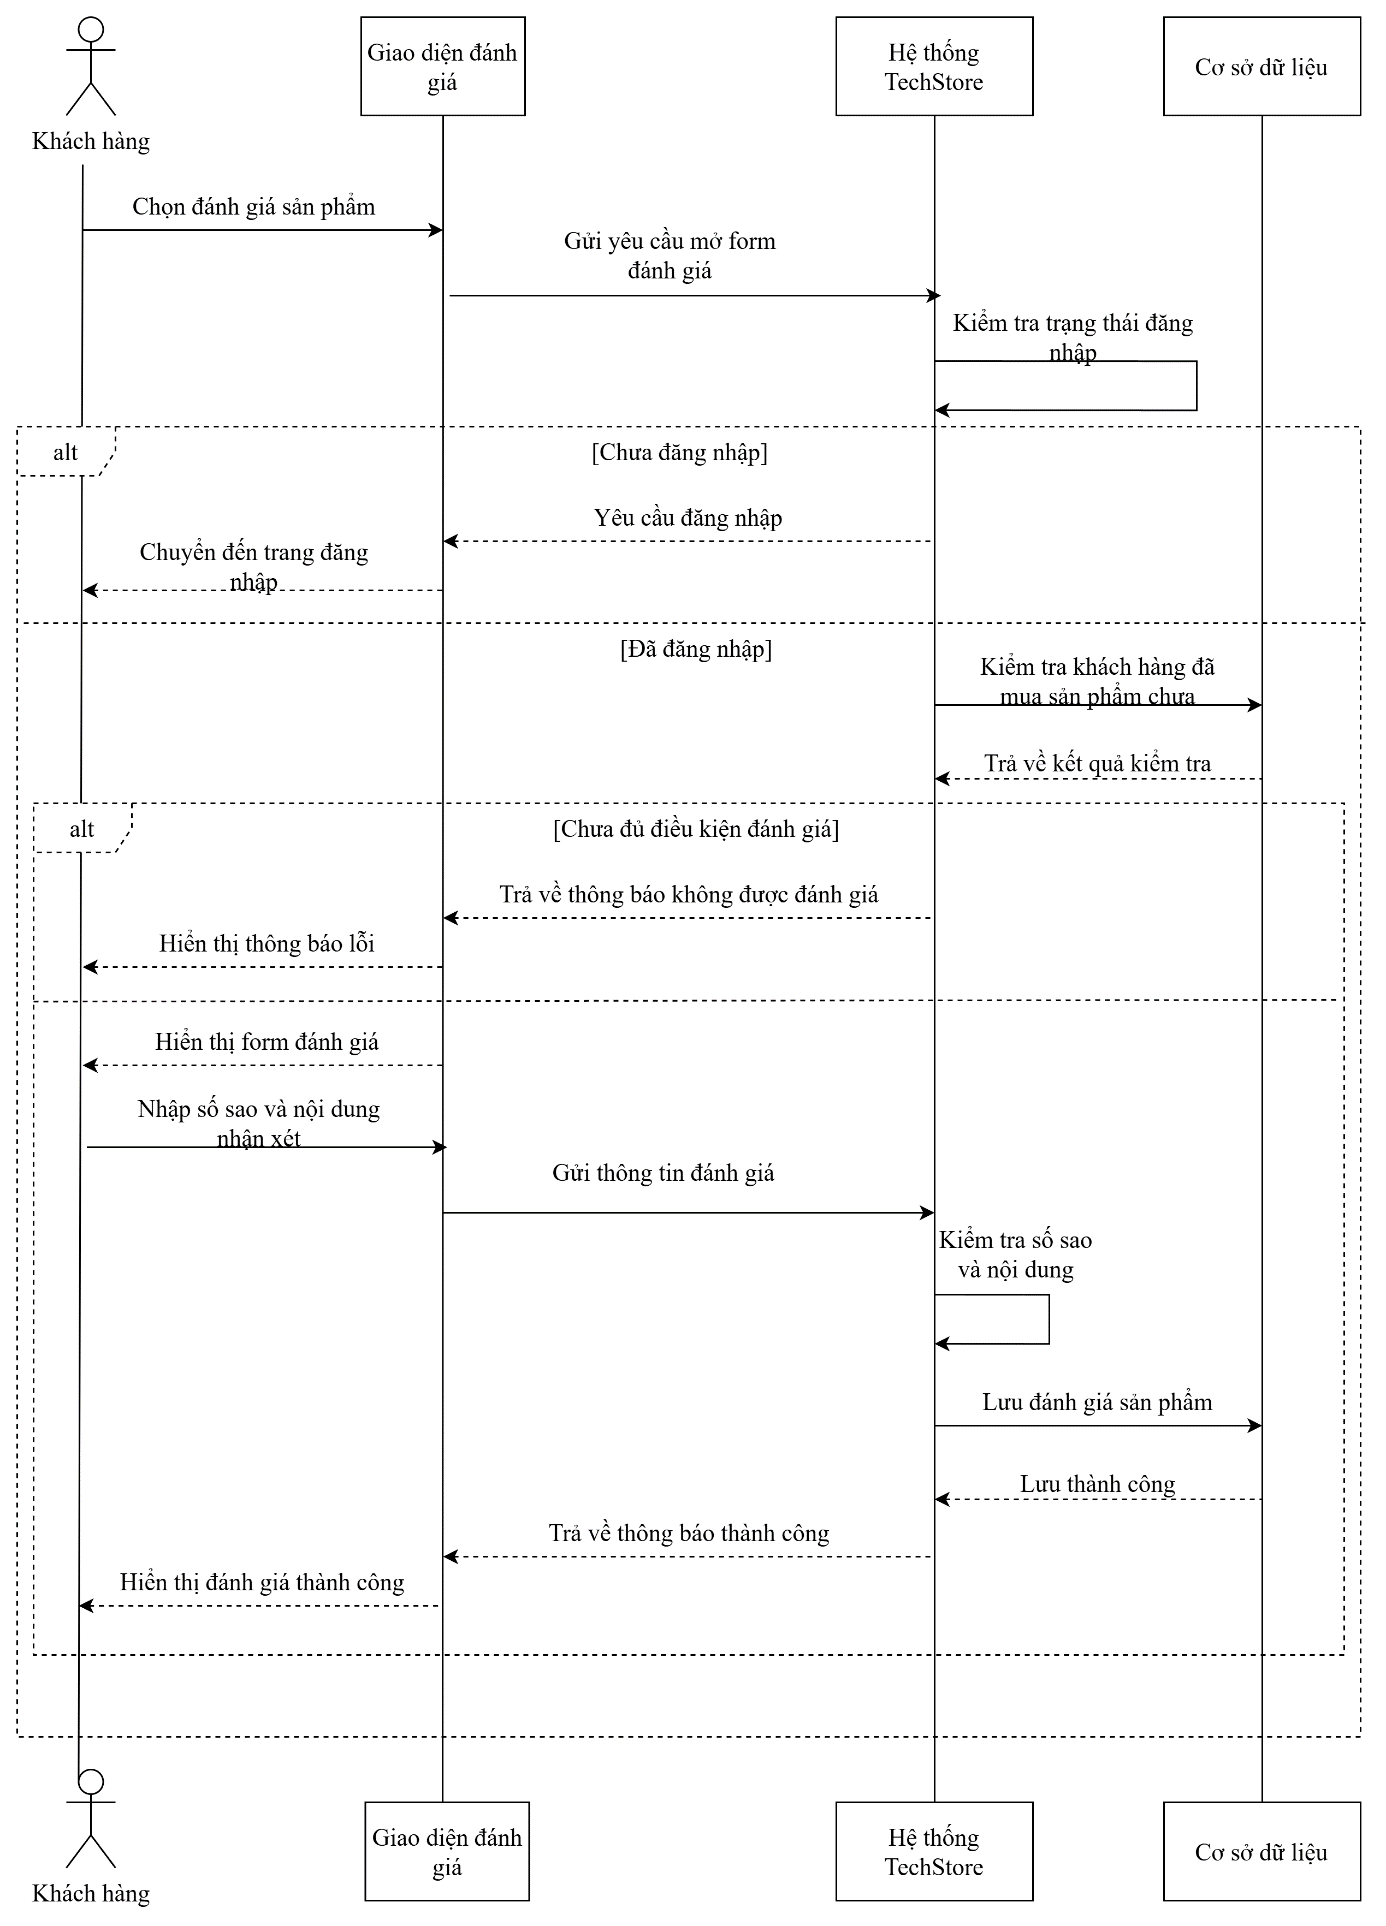 Giao diện đánh
giá
Hệ thống
TechStore
Cơ sở dữ liệu
Khách hàng
Chọn đánh giá sản phẩm
Gửi yêu cầu mở form
đánh giá
Kiểm tra trạng thái đăng
nhập
alt
[Chưa đăng nhập]
Yêu cầu đăng nhập
Chuyển đến trang đăng
nhập
[Đã đăng nhập]
Kiểm tra khách hàng đã
mua sản phẩm chưa
Trả về kết quả kiểm tra
alt
[Chưa đủ điều kiện đánh giá]
Trả về thông báo không được đánh giá
Hiển thị thông báo lỗi
Hiển thị form đánh giá
Nhập số sao và nội dung
nhận xét
Gửi thông tin đánh giá
Kiểm tra số sao
và nội dung
Lưu đánh giá sản phẩm
Lưu thành công
Trả về thông báo thành công
Hiển thị đánh giá thành công
Giao diện đánh
giá
Hệ thống
TechStore
Cơ sở dữ liệu
Khách hàng